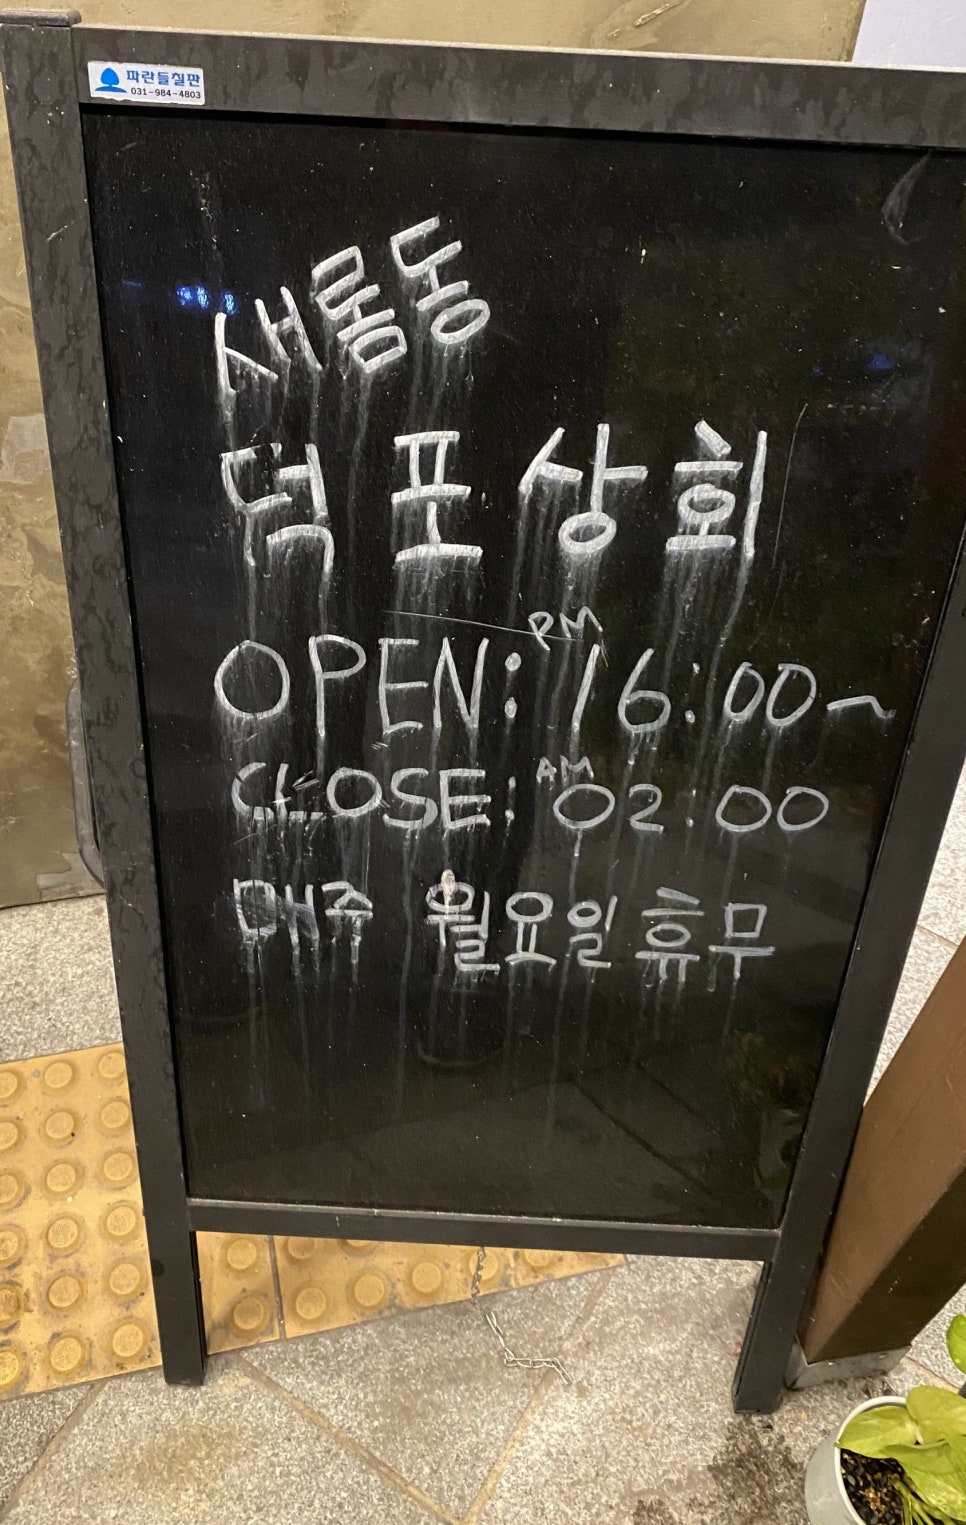 파란들칠판
031-984-4803
새롬동
덕포상회
OPEN: PM 16:00~
CLOSE: AM 02:00
매주 월요일 휴무